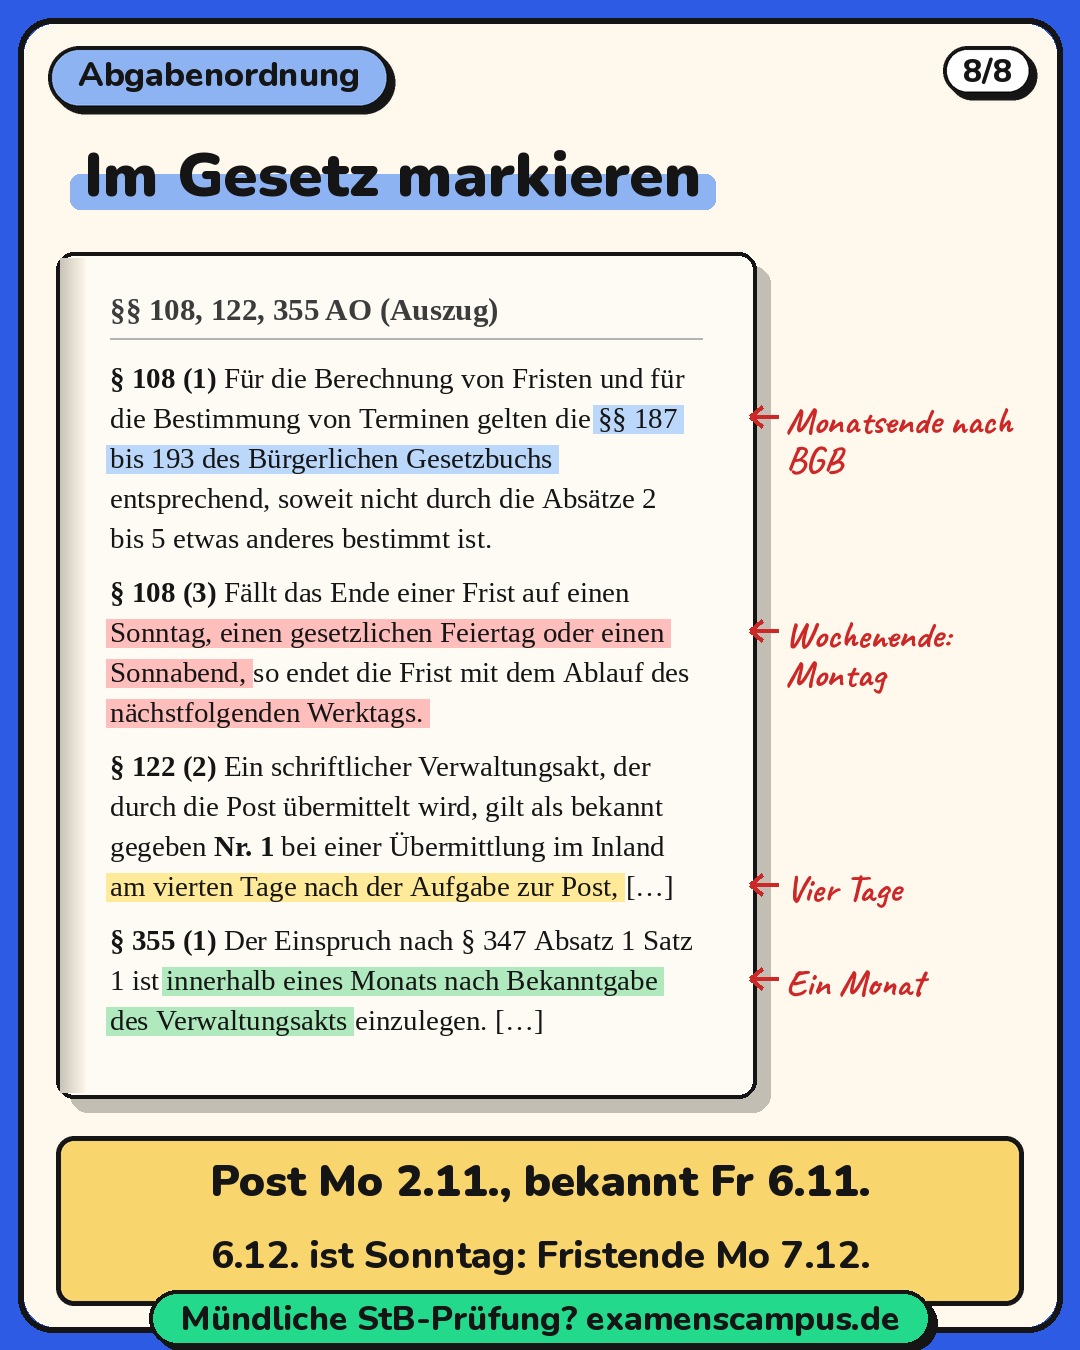 Abgabenordnung
8/8
Im Gesetz markieren
§§ 108, 122, 355 AO (Auszug)
§ 108 (1) Für die Berechnung von Fristen und für
die Bestimmung von Terminen gelten die §§ 187
bis 193 des Bürgerlichen Gesetzbuchs
entsprechend, soweit nicht durch die Absätze 2
bis 5 etwas anderes bestimmt ist.
Monatsende nach
BGB
§ 108 (3) Fällt das Ende einer Frist auf einen
Sonntag, einen gesetzlichen Feiertag oder einen
Sonnabend, so endet die Frist mit dem Ablauf des
nächstfolgenden Werktags.
Wochenende:
Montag
§ 122 (2) Ein schriftlicher Verwaltungsakt, der
durch die Post übermittelt wird, gilt als bekannt
gegeben Nr. 1 bei einer Übermittlung im Inland
am vierten Tage nach der Aufgabe zur Post, […]
Vier Tage
§ 355 (1) Der Einspruch nach § 347 Absatz 1 Satz
1 ist innerhalb eines Monats nach Bekanntgabe
des Verwaltungsakts einzulegen. […]
Ein Monat
Post Mo 2.11., bekannt Fr 6.11.
6.12. ist Sonntag: Fristende Mo 7.12.
Mündliche StB-Prüfung? examenscampus.de